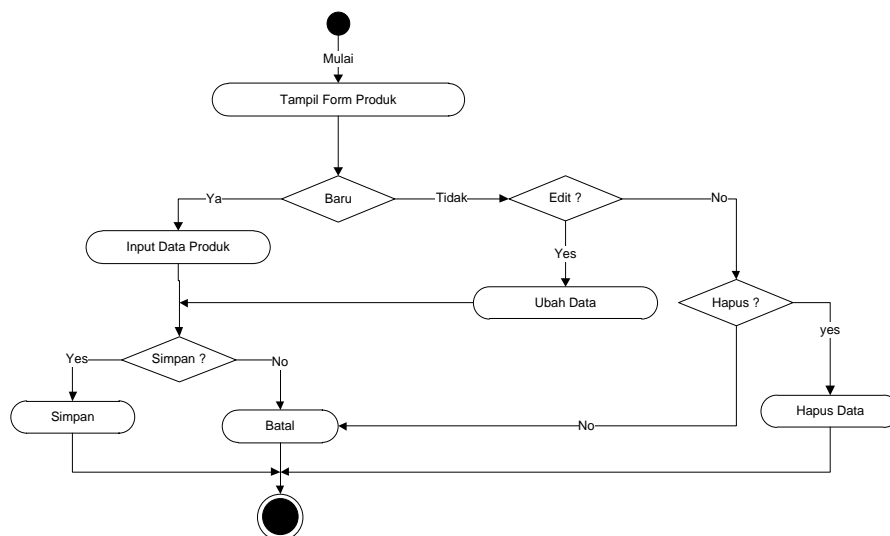 Mulai
Tampil Form Produk
Ya
Baru
Tidak
Edit ?
No
Input Data Produk
Yes
Ubah Data
Hapus ?
yes
Yes
Simpan ?
No
Simpan
Batal
No
Hapus Data